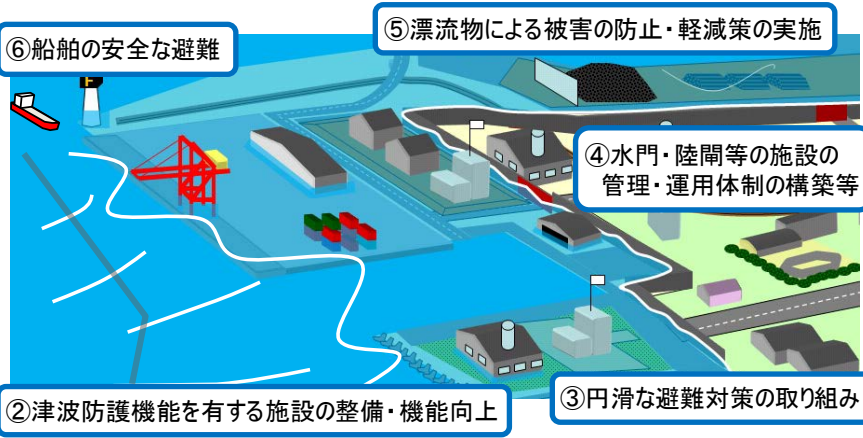 ⑥船舶の安全な避難
⑤漂流物による被害の防止・軽減策の実施
④水門・陸閘等の施設の
管理・運用体制の構築等
②津波防護機能を有する施設の整備・機能向上
③円滑な避難対策の取り組み